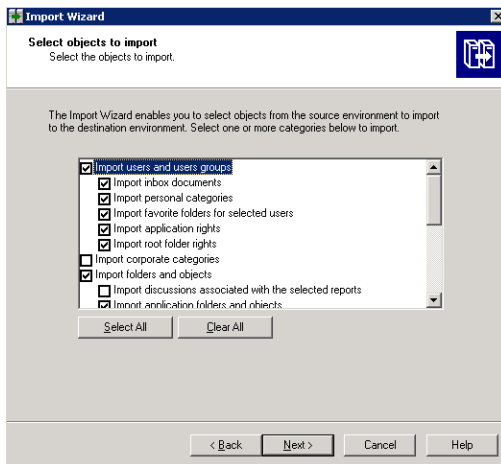 Import Wizard
Select objects to import
Select the objects to import.
The Import Wizard enables you to select objects from the source environment to import
to the destination environment. Select one or more categories below to import.
Import users and users groups
Import inbox documents
Import personal categories
Import favorite folders for selected users
Import application rights
Import root folder rights
Import corporate categories
Import folders and objects
Import discussions associated with the selected reports
Import application folders and objects
Select All
Clear All
< Back
Next >
Cancel
Help